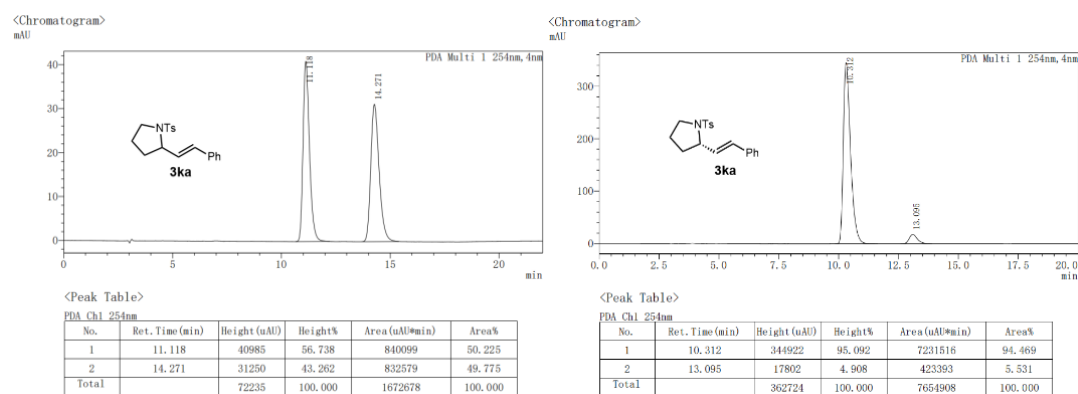 <Chromatogram>
mAU
PDA Multi 1 254nm,4nm
40
30
20
10
0
11.118
14.271
NTs
Ph
3ka
0 5 10 15 20
min
<Peak Table>
PDA Ch1 254nm
No. Ret. Time(min) Height(uAU) Height% Area(uAU*min) Area%
1 11.118 40985 56.738 840099 50.225
2 14.271 31250 43.262 832579 49.775
Total 72235 100.000 1672678 100.000
<Chromatogram>
mAU
PDA Multi 1 254nm,4nm
300
200
100
0
10.312
13.095
NTs
Ph
3ka
0.0 2.5 5.0 7.5 10.0 12.5 15.0 17.5 20.0
min
<Peak Table>
PDA Ch1 254nm
No. Ret. Time(min) Height(uAU) Height% Area(uAU*min) Area%
1 10.312 344922 95.092 7231516 94.469
2 13.095 17802 4.908 423393 5.531
Total 362724 100.000 7654908 100.000